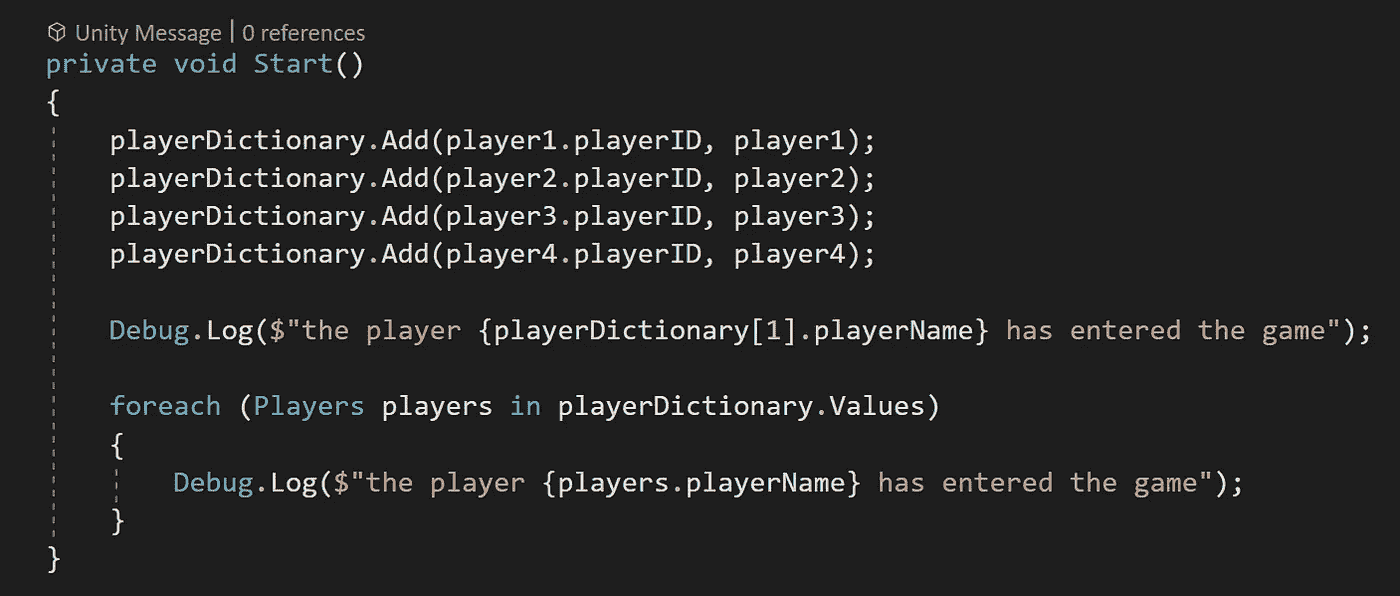 Unity Message | 0 references
private void Start()
{
    playerDictionary.Add(player1.playerID, player1);
    playerDictionary.Add(player2.playerID, player2);
    playerDictionary.Add(player3.playerID, player3);
    playerDictionary.Add(player4.playerID, player4);

    Debug.Log($"the player {playerDictionary[1].playerName} has entered the game");

    foreach (Players players in playerDictionary.Values)
    {
        Debug.Log($"the player {players.playerName} has entered the game");
    }
}